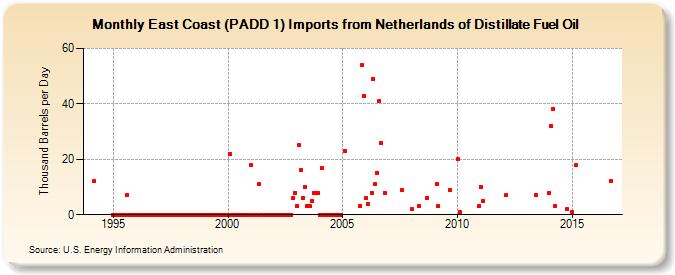 Monthly East Coast (PADD 1) Imports from Netherlands of Distillate Fuel Oil
Thousand Barrels per Day
60
40
20
0
1995 2000 2005 2010 2015
Source: U.S. Energy Information Administration